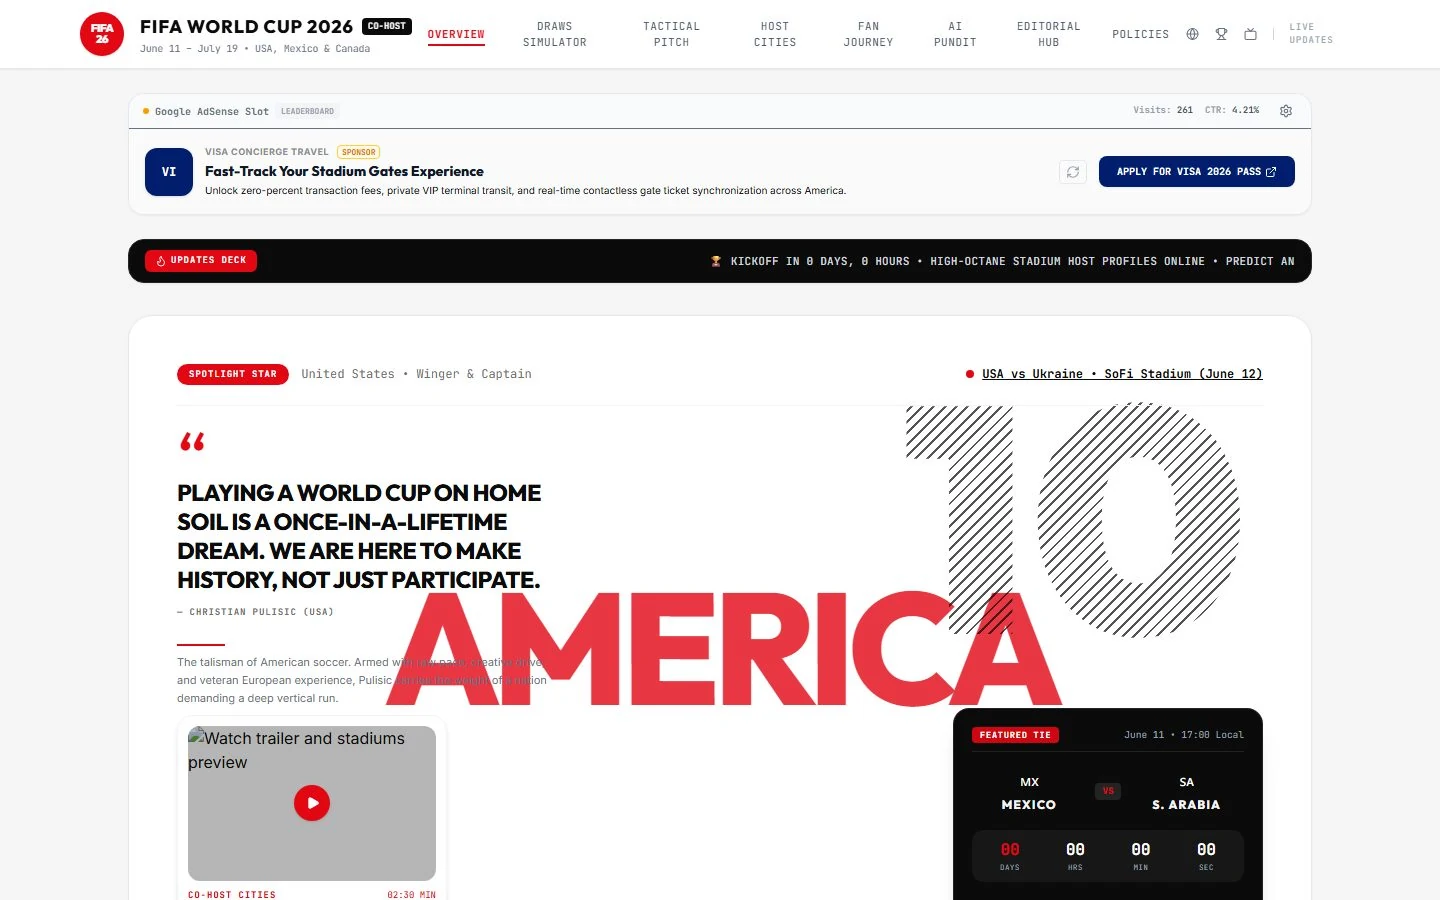 FIFA
26
FIFA WORLD CUP 2026 CO-HOST
June 11 – July 19 • USA, Mexico & Canada
OVERVIEW
DRAWS
SIMULATOR
TACTICAL
PITCH
HOST
CITIES
FAN
JOURNEY
AI
PUNDIT
EDITORIAL
HUB
POLICIES
LIVE
UPDATES
Google AdSense Slot LEADERBOARD
Visits: 261 CTR: 4.21%
VI
VISA CONCIERGE TRAVEL SPONSOR
Fast-Track Your Stadium Gates Experience
Unlock zero-percent transaction fees, private VIP terminal transit, and real-time contactless gate ticket synchronization across America.
APPLY FOR VISA 2026 PASS
UPDATES DECK
🏆 KICKOFF IN 0 DAYS, 0 HOURS • HIGH-OCTANE STADIUM HOST PROFILES ONLINE • PREDICT AN
SPOTLIGHT STAR United States • Winger & Captain
USA vs Ukraine • SoFi Stadium (June 12)
10
“
PLAYING A WORLD CUP ON HOME
SOIL IS A ONCE-IN-A-LIFETIME
DREAM. WE ARE HERE TO MAKE
HISTORY, NOT JUST PARTICIPATE.
— CHRISTIAN PULISIC (USA)
AMERICA
The talisman of American soccer. Armed with raw pace, creative drive,
and veteran European experience, Pulisic carries the weight of a nation
demanding a deep vertical run.
Watch trailer and stadiums
preview
CO-HOST CITIES 02:30 MIN
FEATURED TIE June 11 • 17:00 Local
MX
MEXICO
VS
SA
S. ARABIA
00 00 00 00
DAYS HRS MIN SEC